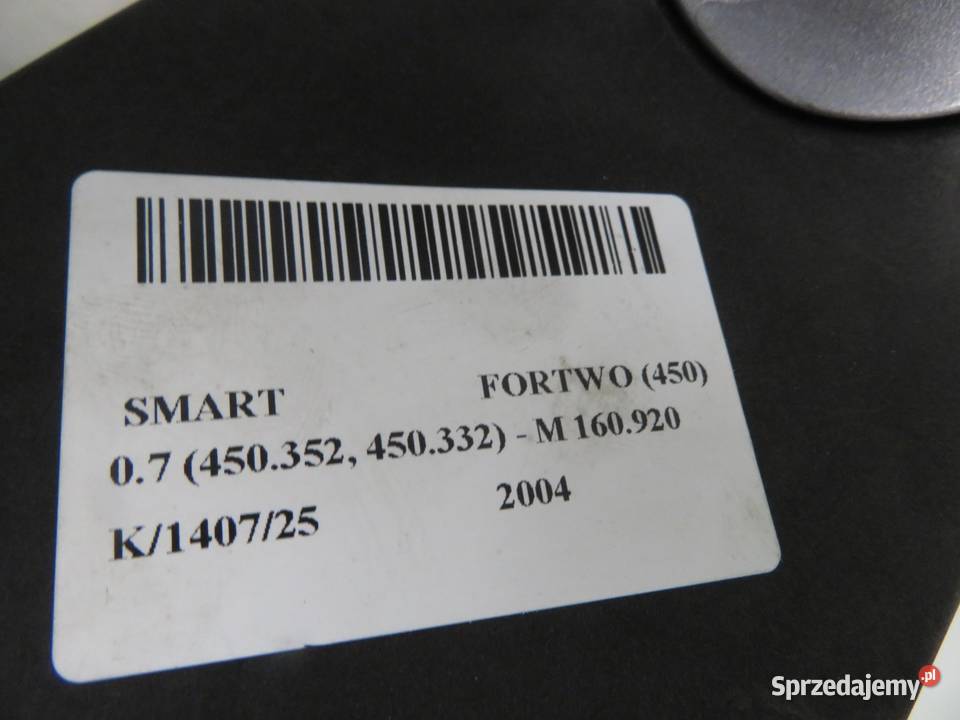 SMART FORTWO (450)
0.7 (450.352, 450.332) - M 160.920
K/1407/25 2004
Sprzedajemy.pl